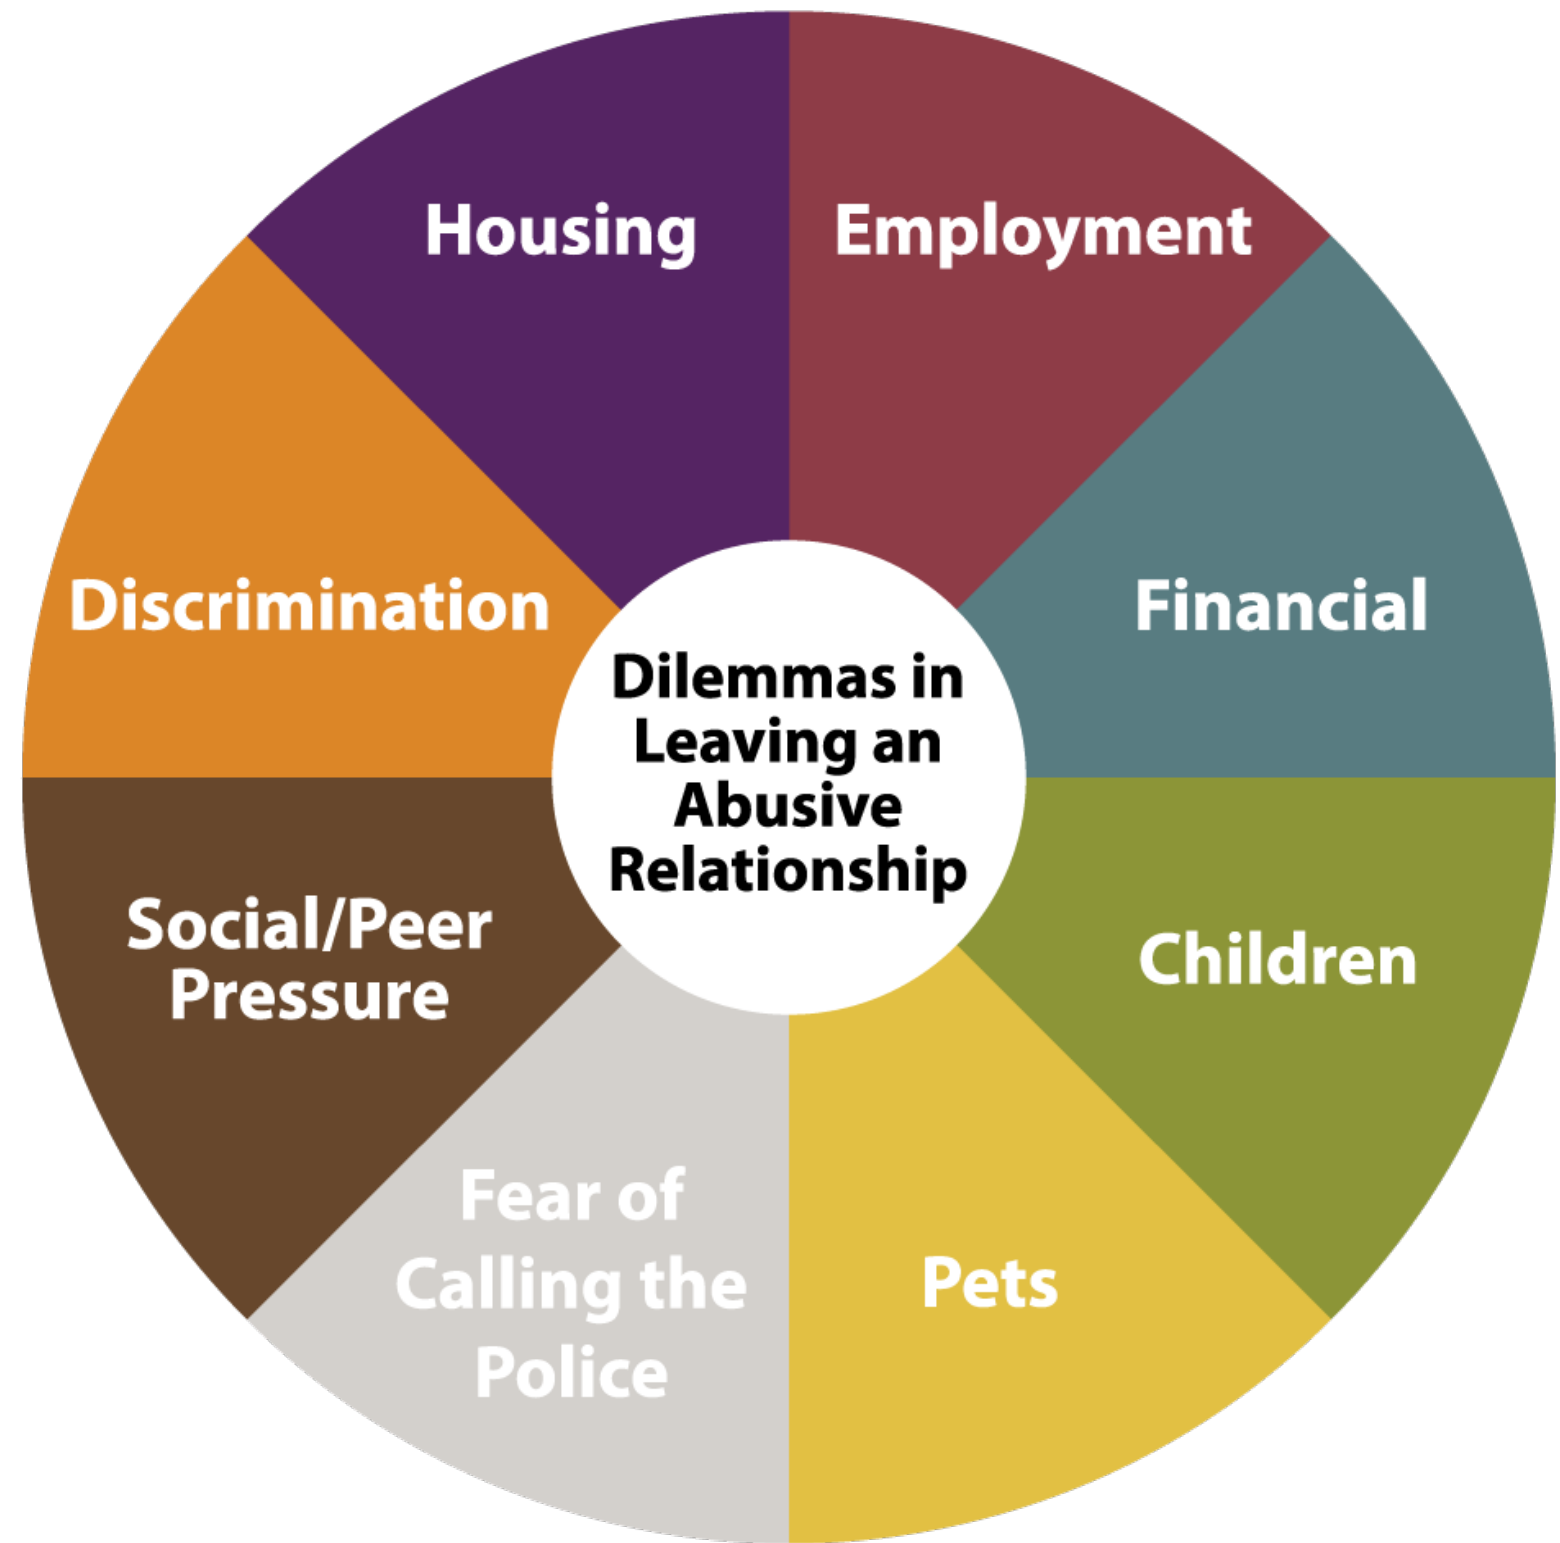 Dilemmas in
Leaving an
Abusive
Relationship
Employment
Financial
Children
Pets
Fear of
Calling the
Police
Social/Peer
Pressure
Discrimination
Housing